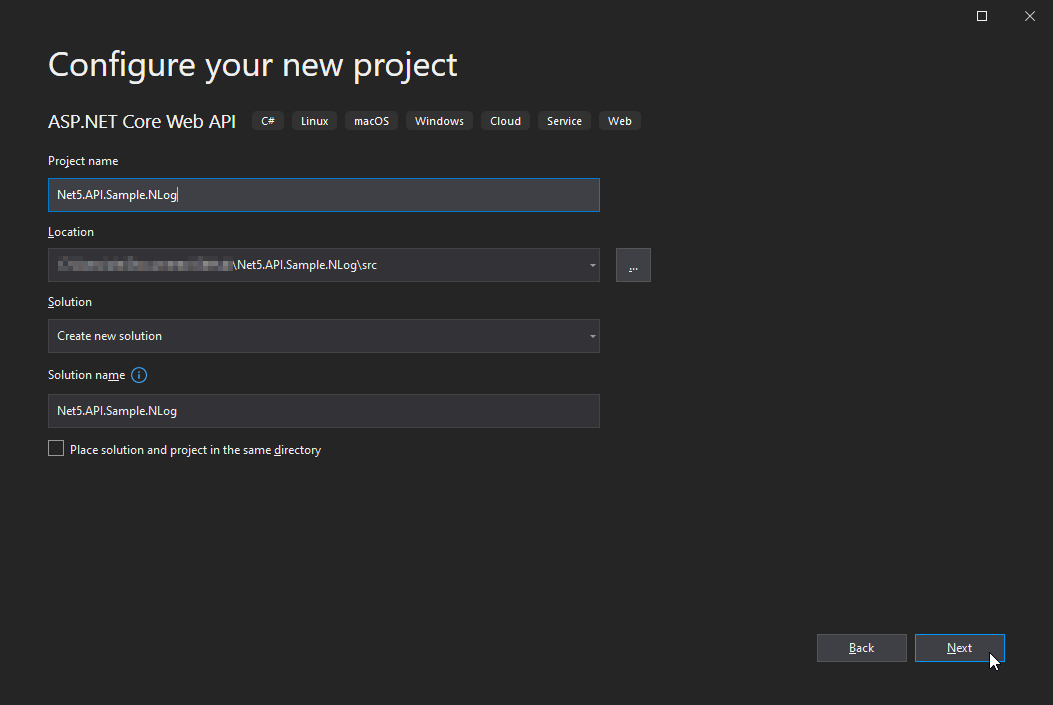 Configure your new project
ASP.NET Core Web API C# Linux macOS Windows Cloud Service Web
Project name
Net5.API.Sample.NLog
Location
\Net5.API.Sample.NLog\src
...
Solution
Create new solution
Solution name
Net5.API.Sample.NLog
Place solution and project in the same directory
Back Next